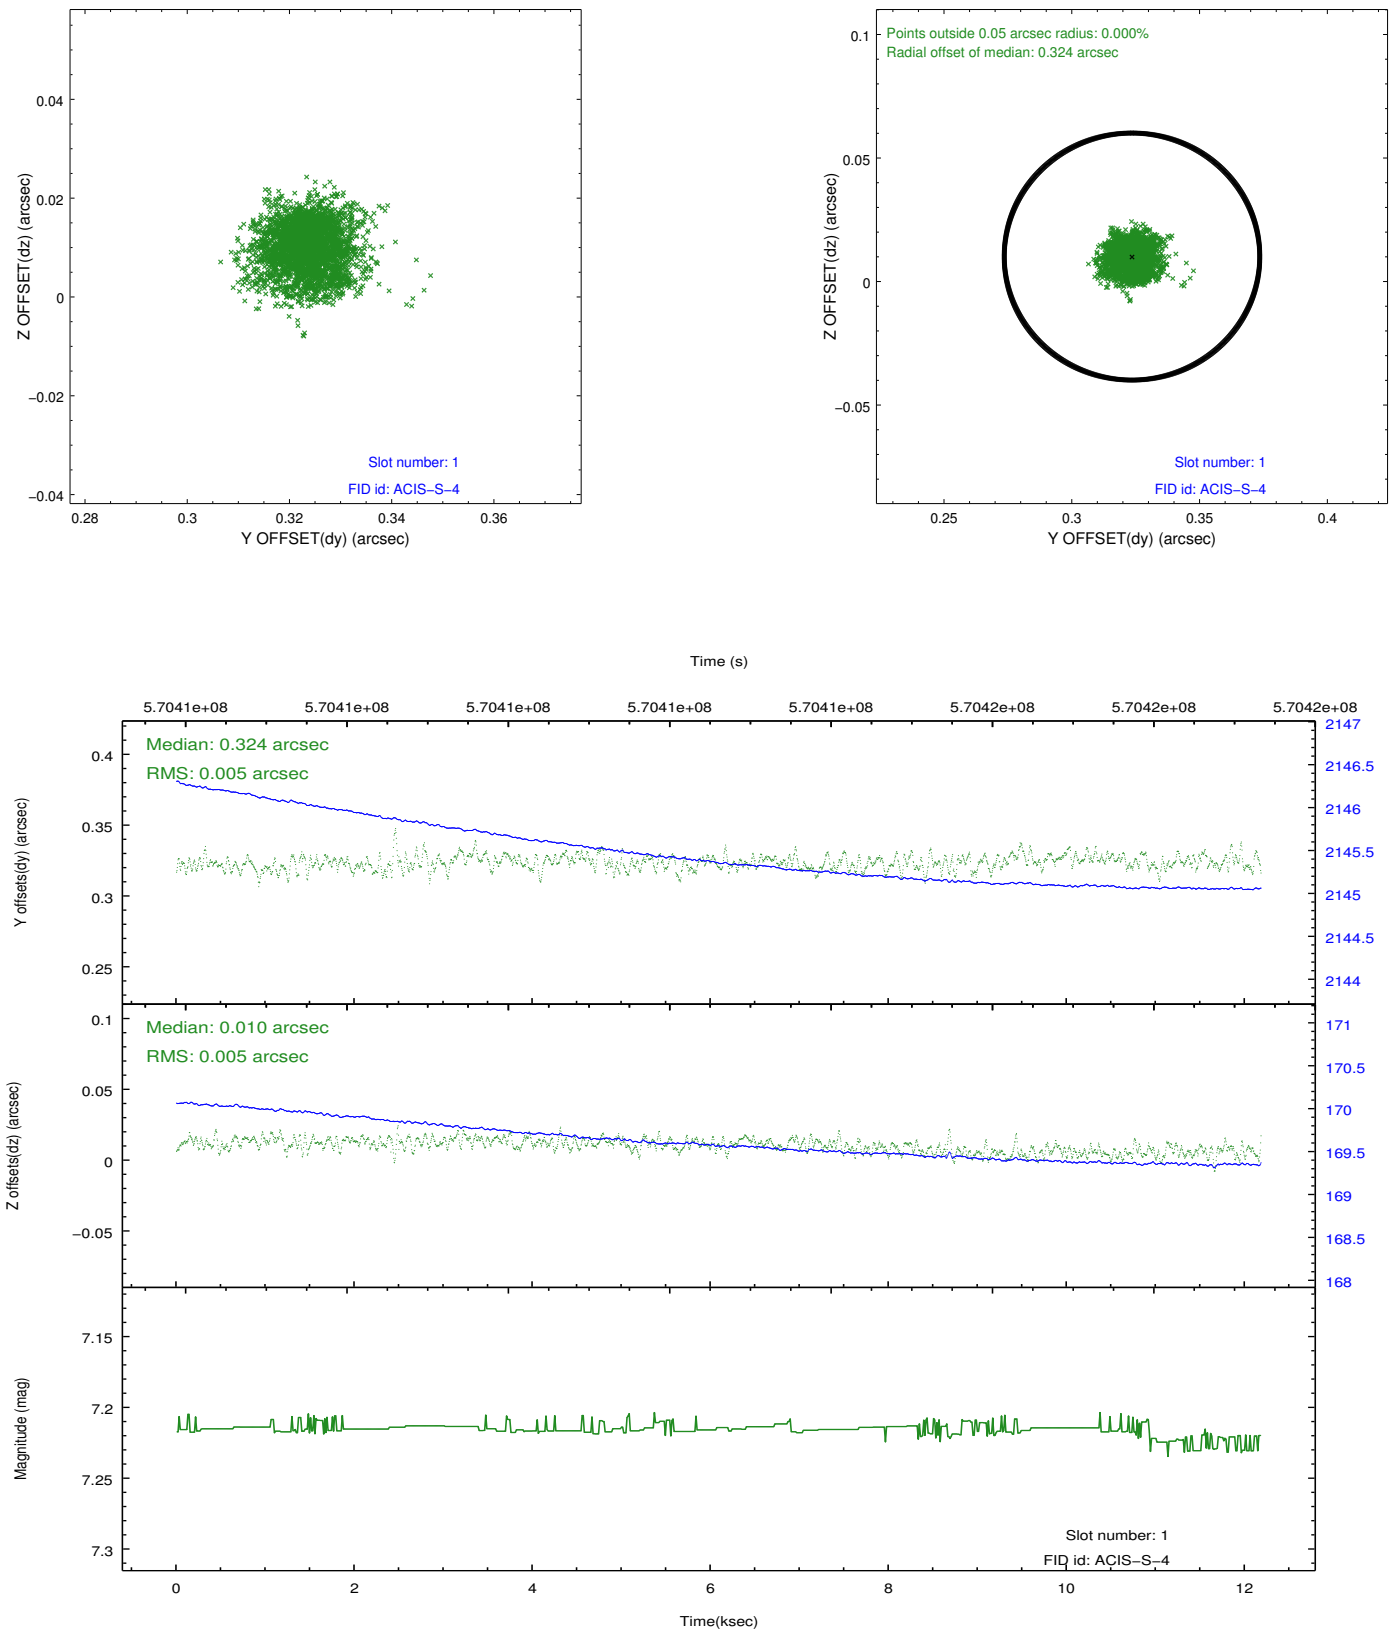 0.04
0.02
0
−0.02
−0.04
Z OFFSET(dz) (arcsec)
Slot number: 1
FID id: ACIS−S−4
0.28
0.3
0.32
0.34
0.36
Y OFFSET(dy) (arcsec)
Points outside 0.05 arcsec radius: 0.000%
Radial offset of median: 0.324 arcsec
0.1
0.05
0
−0.05
Z OFFSET(dz) (arcsec)
Slot number: 1
FID id: ACIS−S−4
0.25
0.3
0.35
0.4
Y OFFSET(dy) (arcsec)
Time (s)
5.7041e+08
5.7041e+08
5.7041e+08
5.7041e+08
5.7041e+08
5.7042e+08
5.7042e+08
5.7042e+08
Median: 0.324 arcsec
RMS: 0.005 arcsec
0.4
0.35
0.3
0.25
Y offsets(dy) (arcsec)
2147
2146.5
2146
2145.5
2145
2144.5
2144
Median: 0.010 arcsec
RMS: 0.005 arcsec
0.1
0.05
0
−0.05
Z offsets(dz) (arcsec)
171
170.5
170
169.5
169
168.5
168
7.15
7.2
7.25
7.3
Magnitude (mag)
Slot number: 1
FID id: ACIS−S−4
0
2
4
6
8
10
12
Time(ksec)